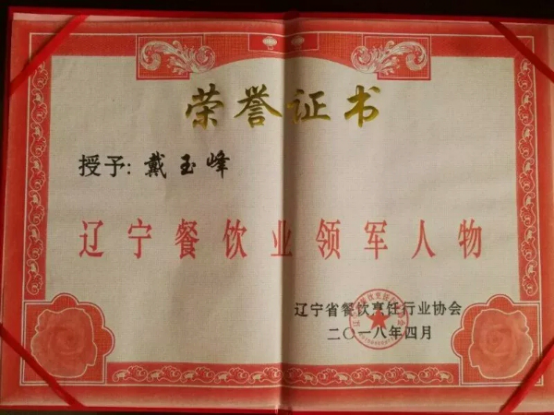 荣誉证书
授予: 戴玉峰
辽宁餐饮业领军人物
辽宁省餐饮烹饪行业协会
二〇一八年四月